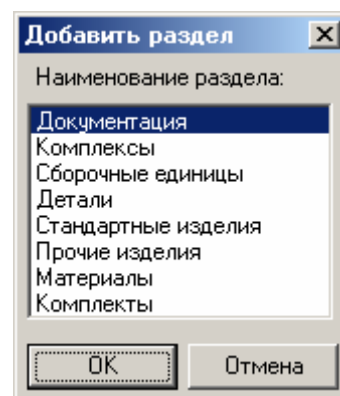 Добавить раздел
Наименование раздела:
Документация
Комплексы
Сборочные единицы
Детали
Стандартные изделия
Прочие изделия
Материалы
Комплекты
OK
Отмена